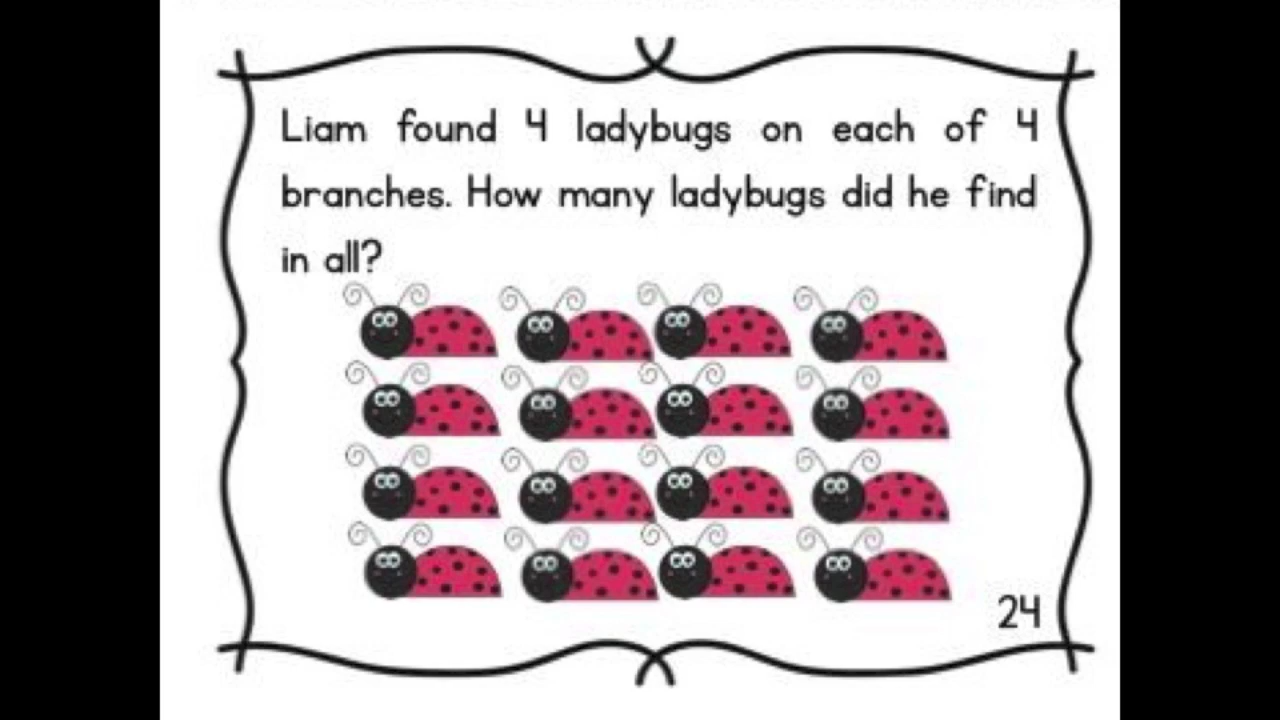 Liam found 4 ladybugs on each of 4
branches. How many ladybugs did he find
in all?
24